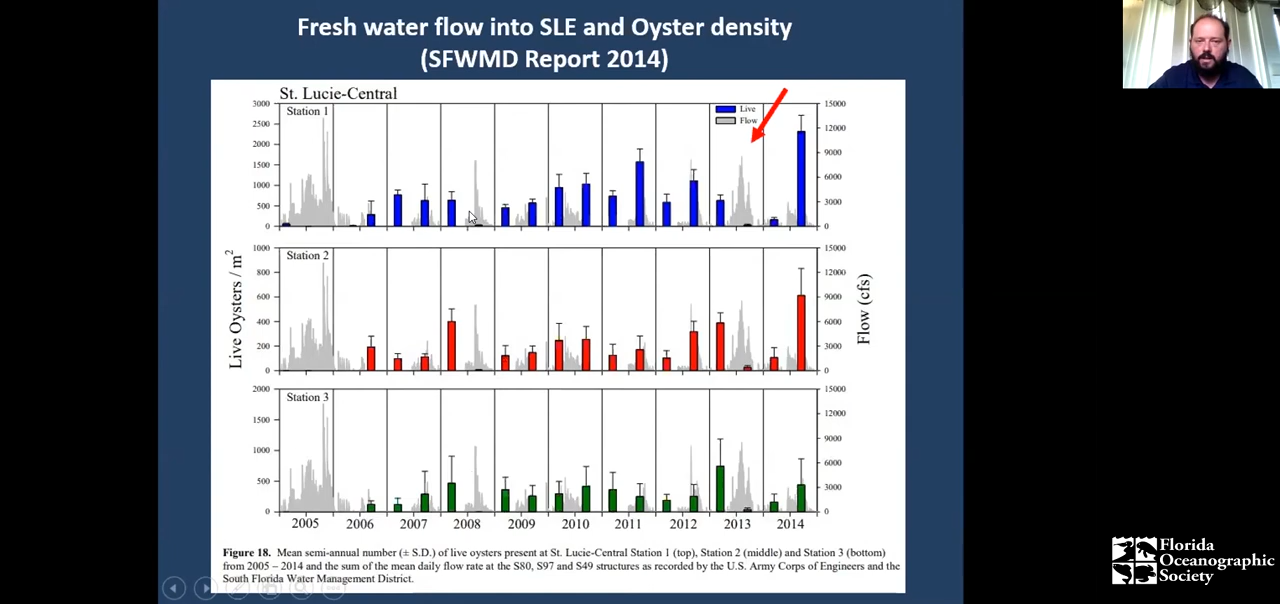 Fresh water flow into SLE and Oyster density
(SFWMD Report 2014)
St. Lucie-Central
Station 1
Live
Flow
3000
2500
2000
1500
1000
500
0
15000
12000
9000
6000
3000
0
Station 2
1000
800
600
400
200
0
15000
12000
9000
6000
3000
0
Live Oysters / m2
Flow (cfs)
Station 3
2000
1500
1000
500
0
15000
12000
9000
6000
3000
0
2005 2006 2007 2008 2009 2010 2011 2012 2013 2014
Figure 18. Mean semi-annual number (± S.D.) of live oysters present at St. Lucie-Central Station 1 (top), Station 2 (middle) and Station 3 (bottom)
from 2005 – 2014 and the sum of the mean daily flow rate at the S80, S97 and S49 structures as recorded by the U.S. Army Corps of Engineers and the
South Florida Water Management District.
Florida
Oceanographic
Society